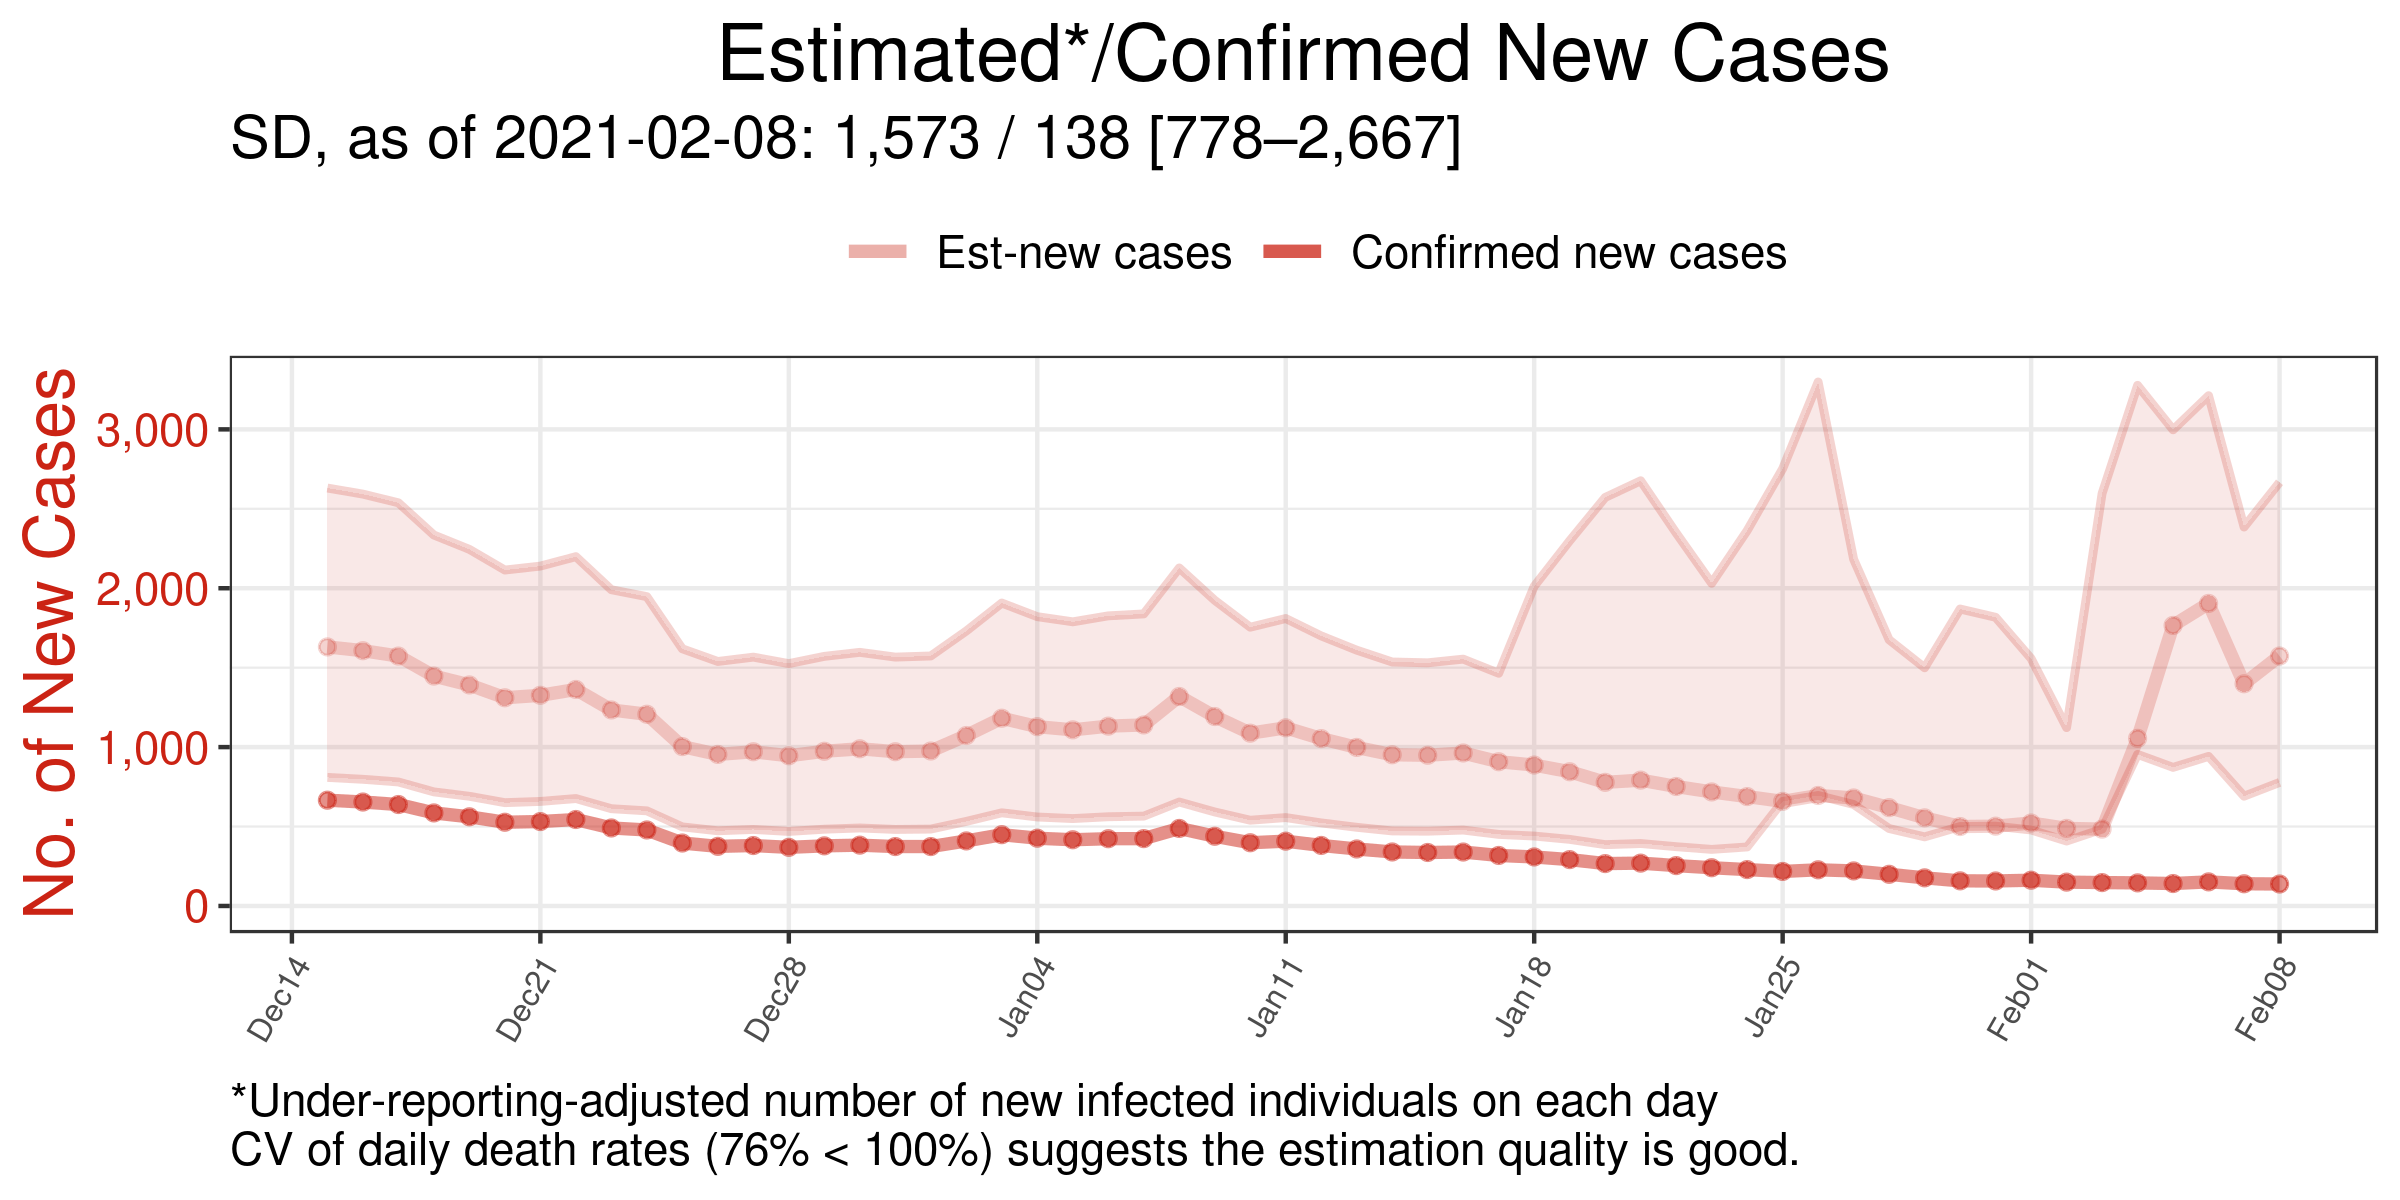 Estimated*/Confirmed New Cases
SD, as of 2021-02-08: 1,573 / 138 [778–2,667]
Est-new cases
Confirmed new cases
No. of New Cases
3,000
2,000
1,000
0
Dec14
Dec21
Dec28
Jan04
Jan11
Jan18
Jan25
Feb01
Feb08
*Under-reporting-adjusted number of new infected individuals on each day
CV of daily death rates (76% < 100%) suggests the estimation quality is good.